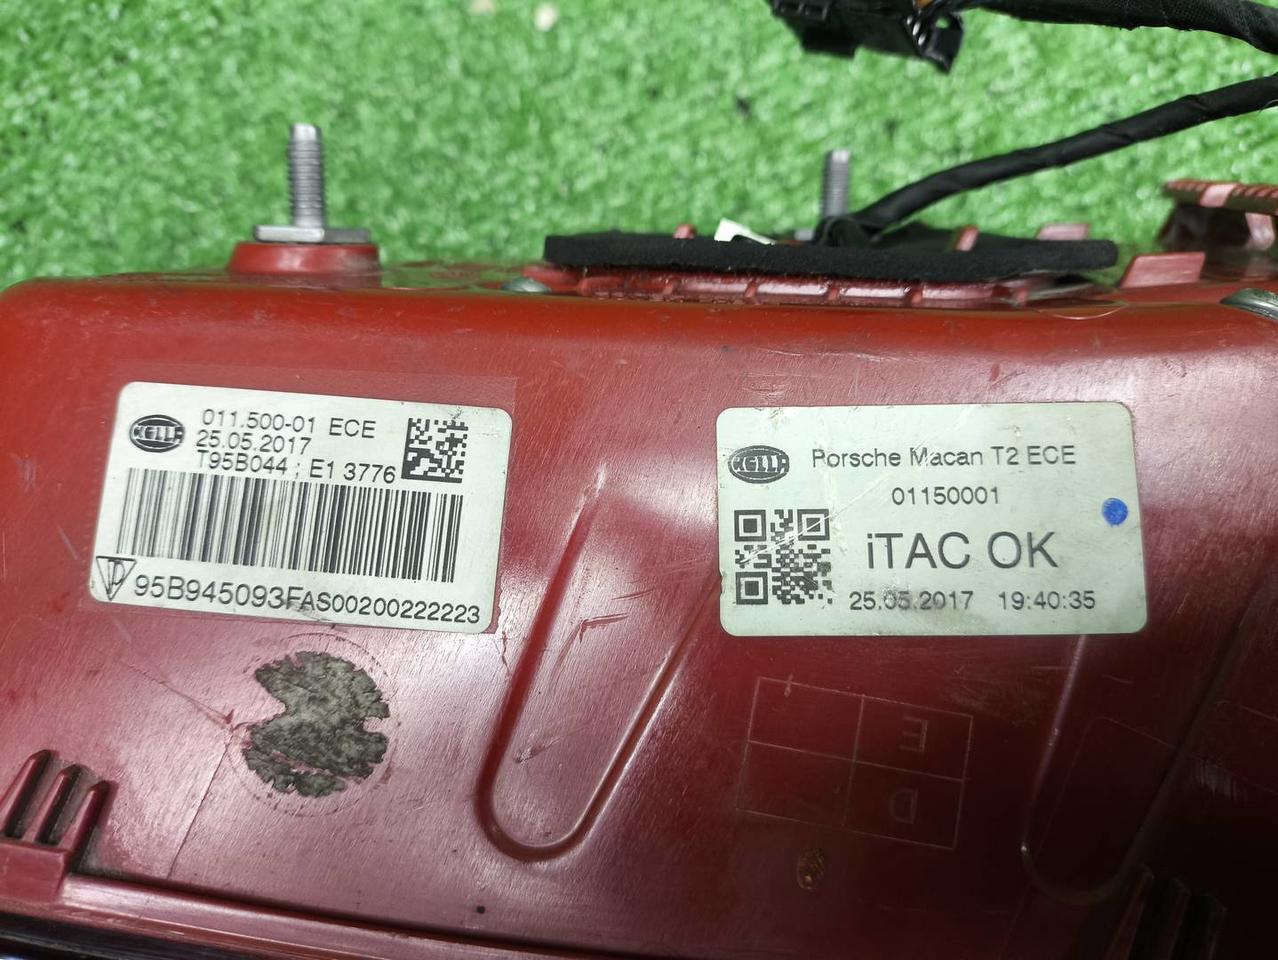 HELLA
011.500-01 ECE
25.05.2017
T95B044 ; E1 3776
95B945093FAS00200222223
HELLA
Porsche Macan T2 ECE
01150001
iTAC OK
25.05.2017 19:40:35
E
D